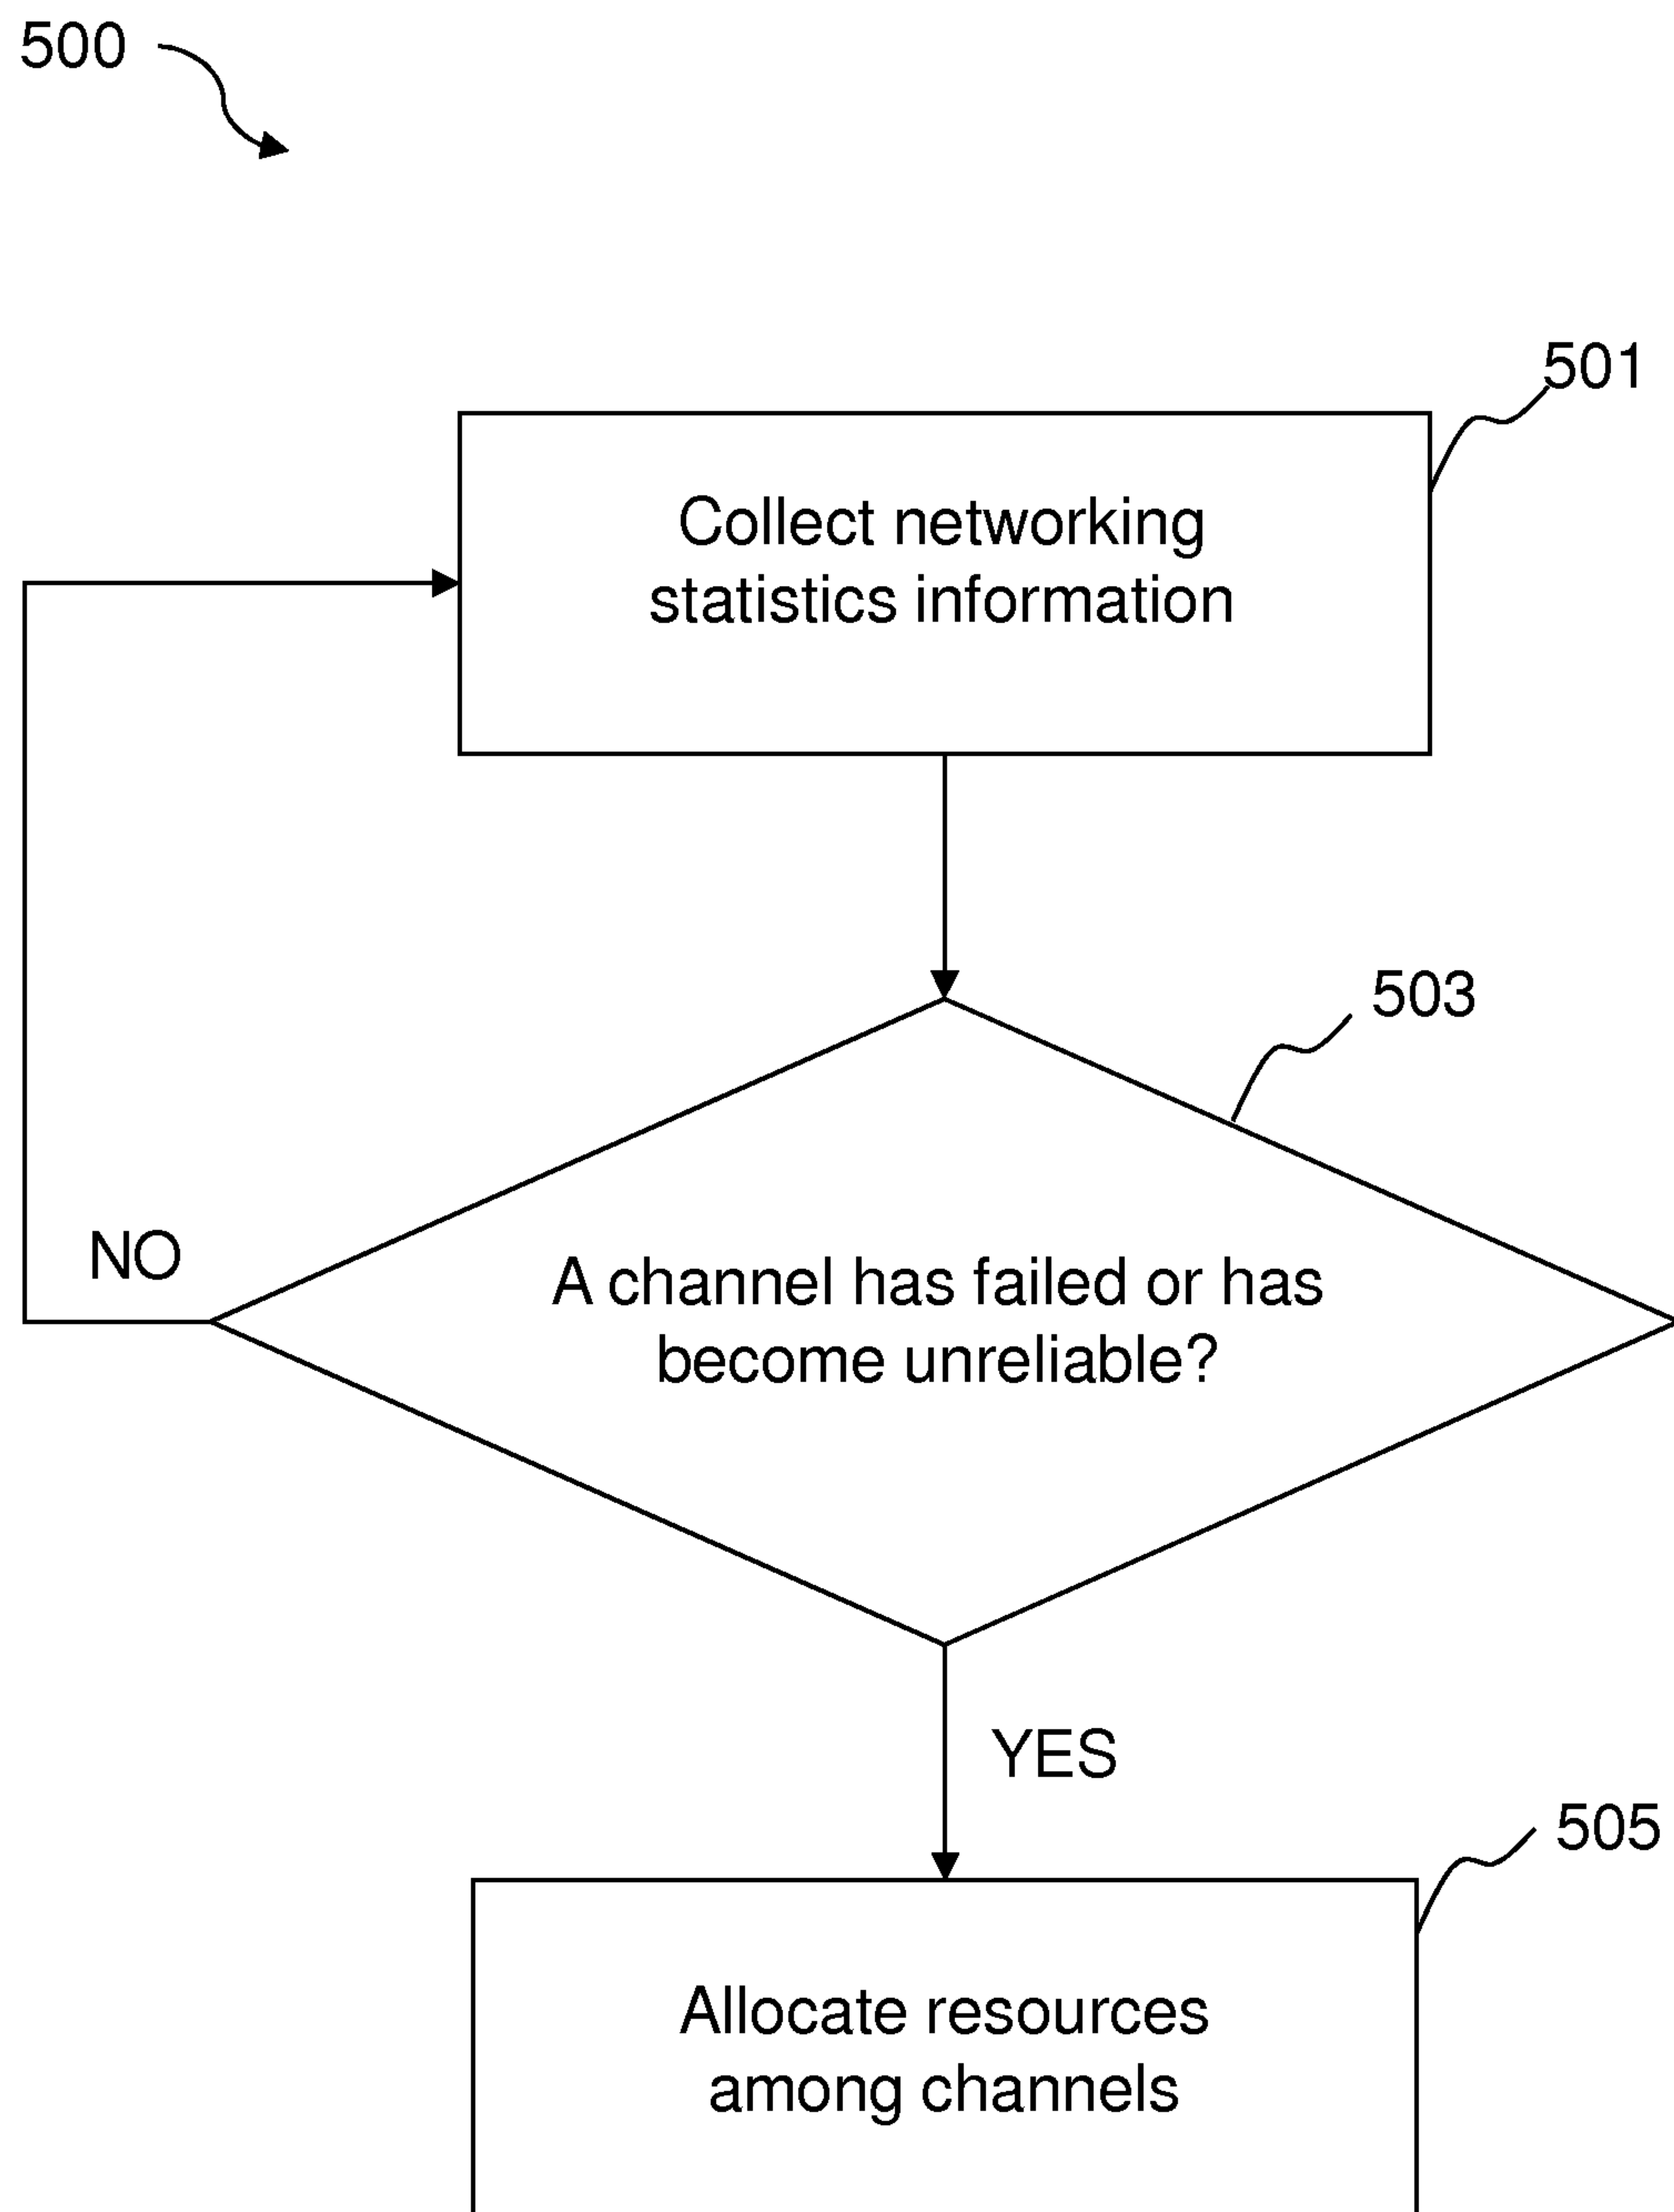 500
501
Collect networking
statistics information
503
NO
A channel has failed or has
become unreliable?
YES
505
Allocate resources
among channels